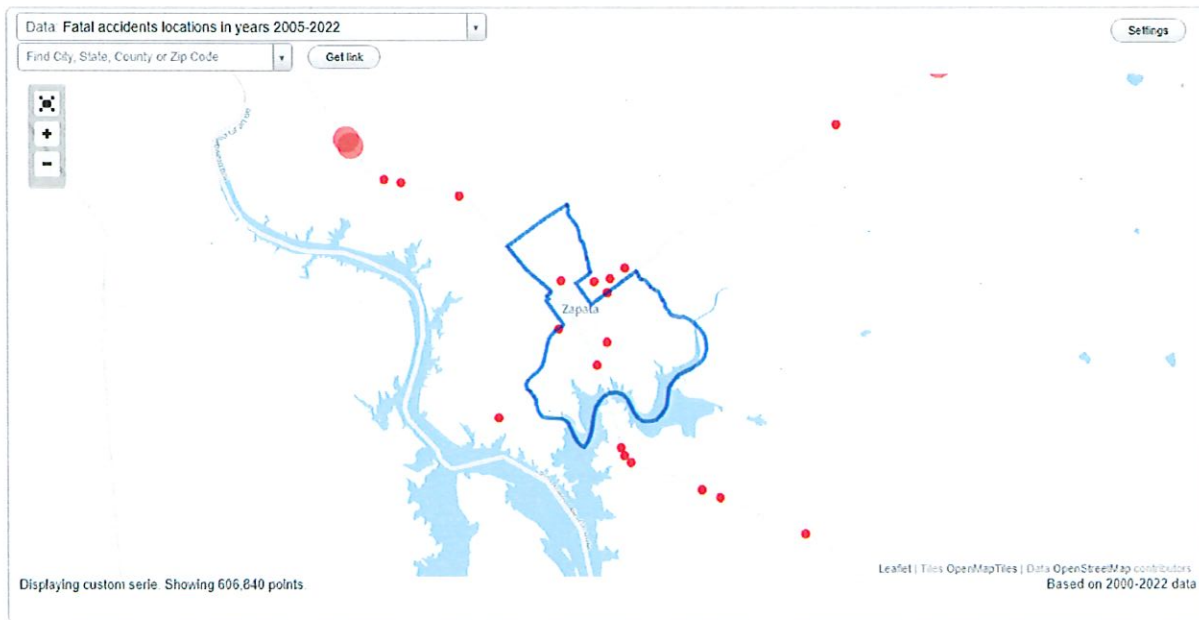 Data: Fatal accidents locations in years 2005-2022
Settings
Find City, State, County or Zip Code
Get link
+
-
Zapata
Leaflet | Tiles OpenMapTiles | Data OpenStreetMap contributors
Displaying custom serie. Showing 606,840 points.
Based on 2000-2022 data